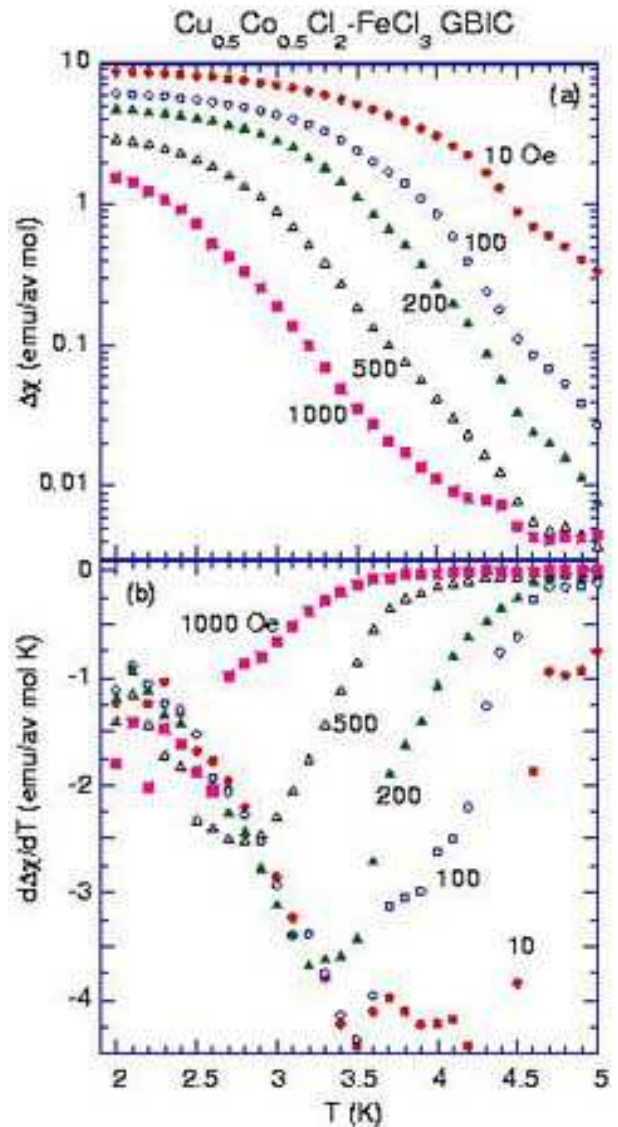 Cu0.5Co0.5Cl2-FeCl3 GBIC
(a)
10
1
0.1
0.01
Δχ (emu/av mol)
10 Oe
100
200
500
1000
(b)
0
-1
-2
-3
-4
dΔχ/dT (emu/av mol K)
1000 Oe
500
200
100
10
2 2.5 3 3.5 4 4.5 5
T (K)